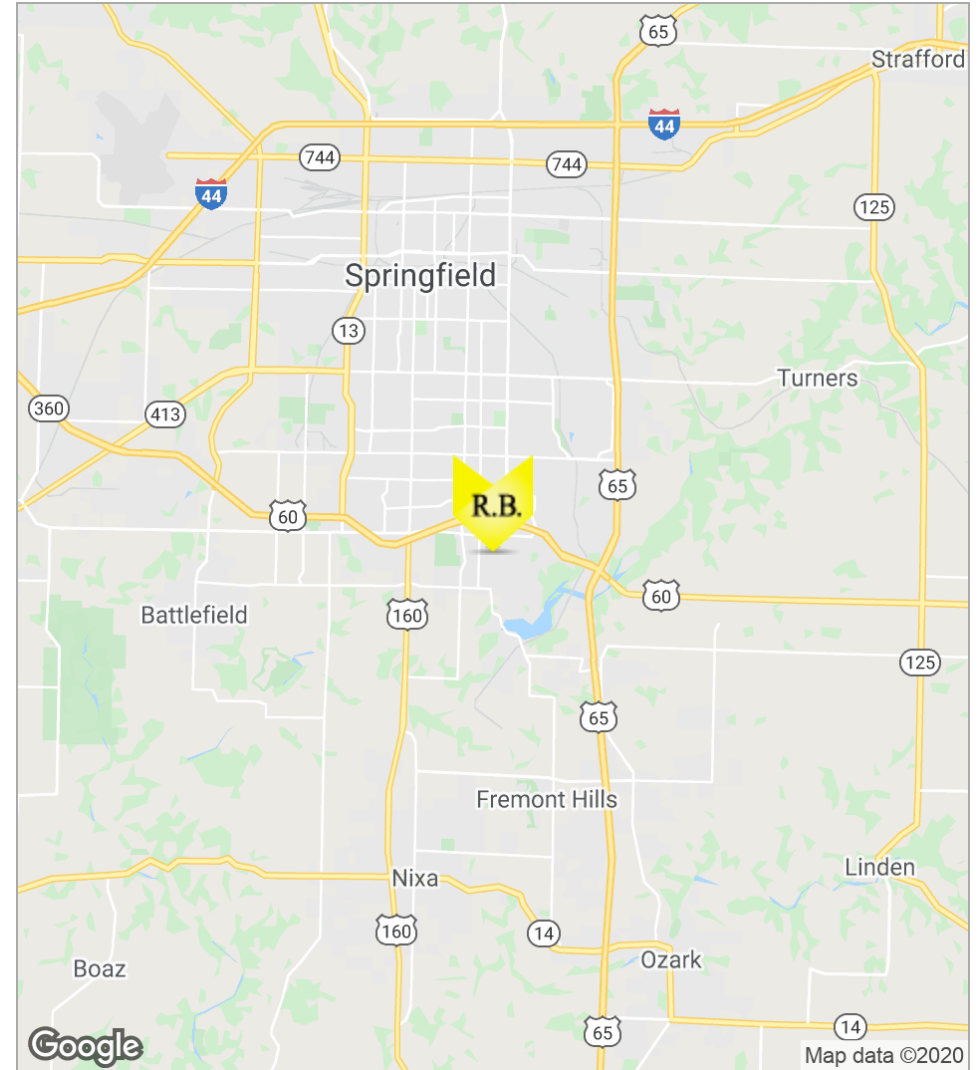 65
Strafford
44
744
744
44
125
Springfield
13
Turners
360
413
65
R.B.
60
60
Battlefield
160
125
65
Fremont Hills
Linden
Nixa
160
14
Ozark
Boaz
14
65
Google
Map data ©2020